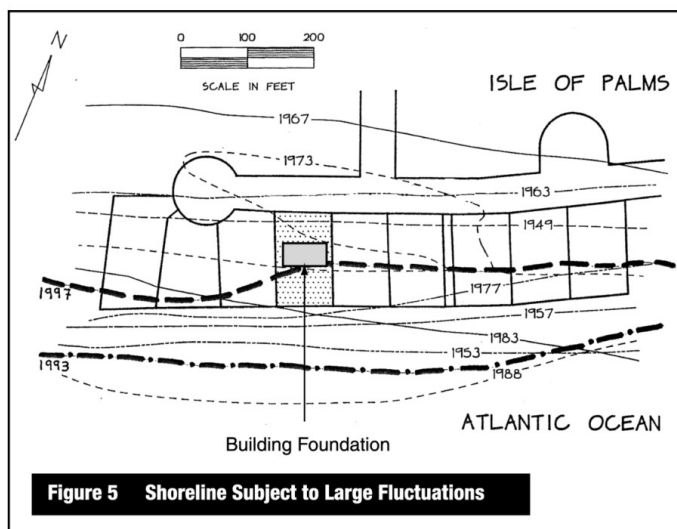 N
0 100 200
SCALE IN FEET
ISLE OF PALMS
1967
1973
1963
1949
1977
1997
1957
1983
1953
1993
1988
ATLANTIC OCEAN
Building Foundation
Figure 5 Shoreline Subject to Large Fluctuations